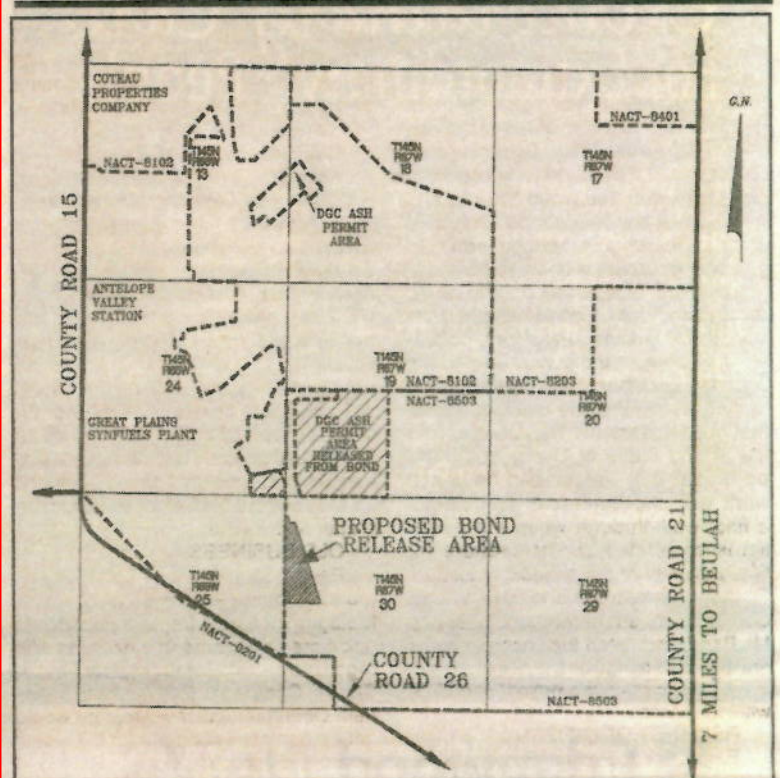 COTEAU
PROPERTIES
COMPANY
G.N.
NACT-8401
NACT-8102
T145N
R88W
13
T145N
R87W
18
T145N
R87W
17
DGC ASH
PERMIT
AREA
COUNTY ROAD 15
ANTELOPE
VALLEY
STATION
T145N
R88W
24
T145N
R87W
19
NACT-8102
NACT-8203
NACT-8503
T145N
R87W
20
GREAT PLAINS
SYNFUELS PLANT
DGC ASH
PERMIT
AREA
RELEASED
FROM BOND
PROPOSED BOND
RELEASE AREA
T145N
R88W
25
T145N
R87W
30
T145N
R87W
29
NACT-0201
COUNTY
ROAD 26
NACT-8503
COUNTY ROAD 21
7 MILES TO BEULAH